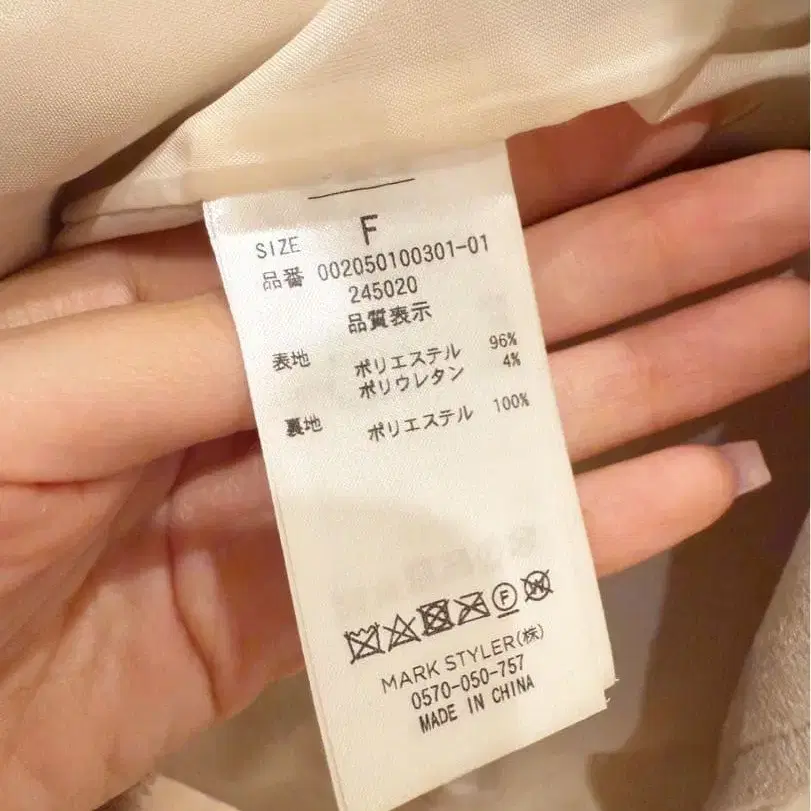 SIZE F
品番 002050100301-01
245020
品質表示
表地 ポリエステル 96%
ポリウレタン 4%
裏地 ポリエステル 100%
F W
MARK STYLER(株)
0570-050-757
MADE IN CHINA